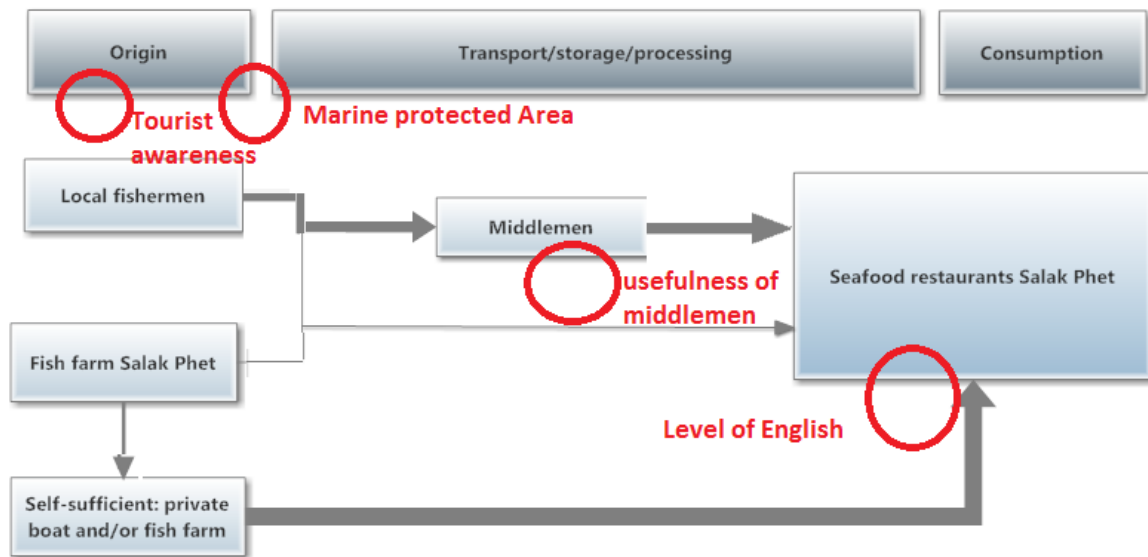 Origin
Transport/storage/processing
Consumption
Tourist
awareness
Marine protected Area
Local fishermen
Middlemen
usefulness of
middlemen
Seafood restaurants Salak Phet
Fish farm Salak Phet
Level of English
Self-sufficient: private
boat and/or fish farm